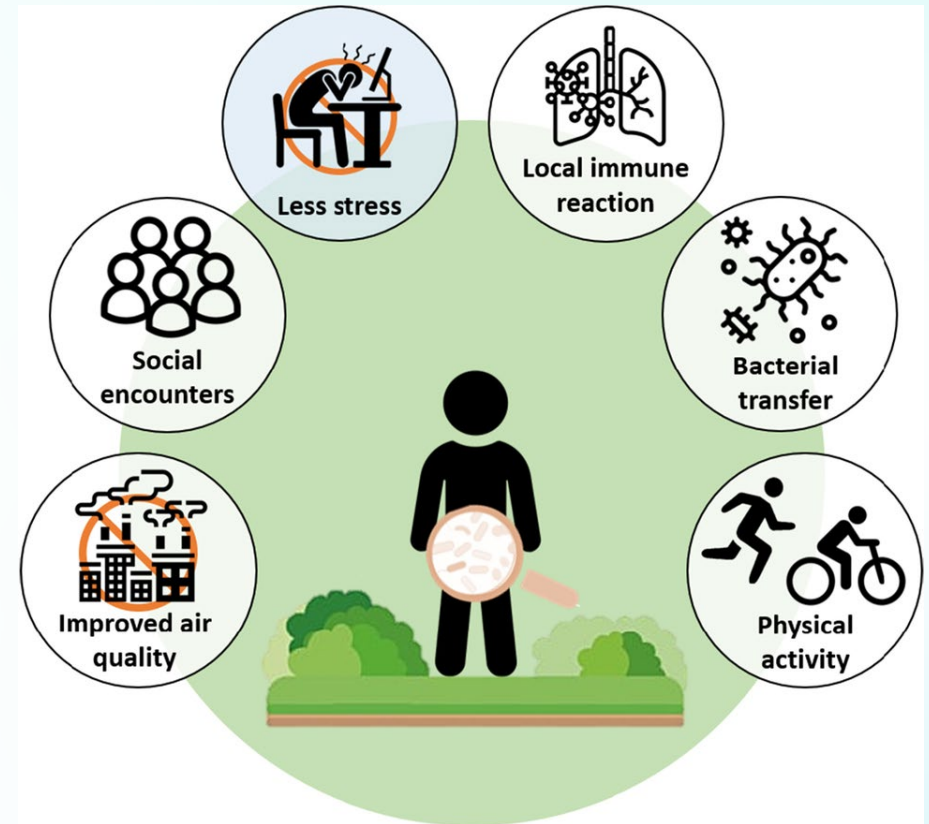 Less stress
Local immune
reaction
Social
encounters
Bacterial
transfer
Improved air
quality
Physical
activity